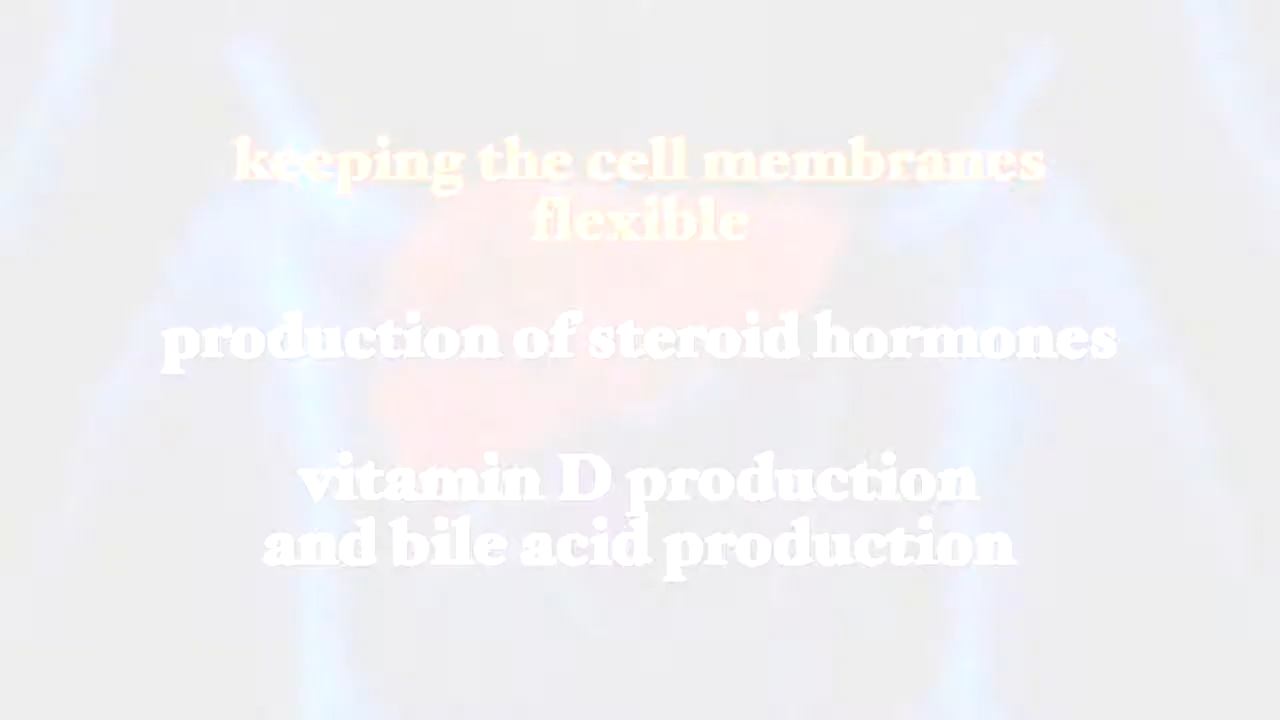 keeping the cell membranes
flexible
production of steroid hormones
vitamin D production
and bile acid production